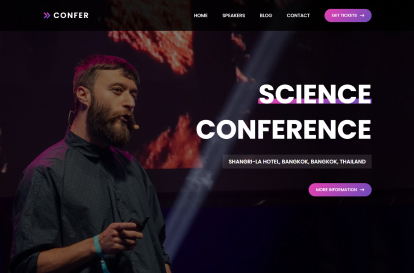 CONFER
HOME SPEAKERS BLOG CONTACT GET TICKETS →
SCIENCE
CONFERENCE
SHANGRI-LA HOTEL, BANGKOK, BANGKOK, THAILAND
MORE INFORMATION →